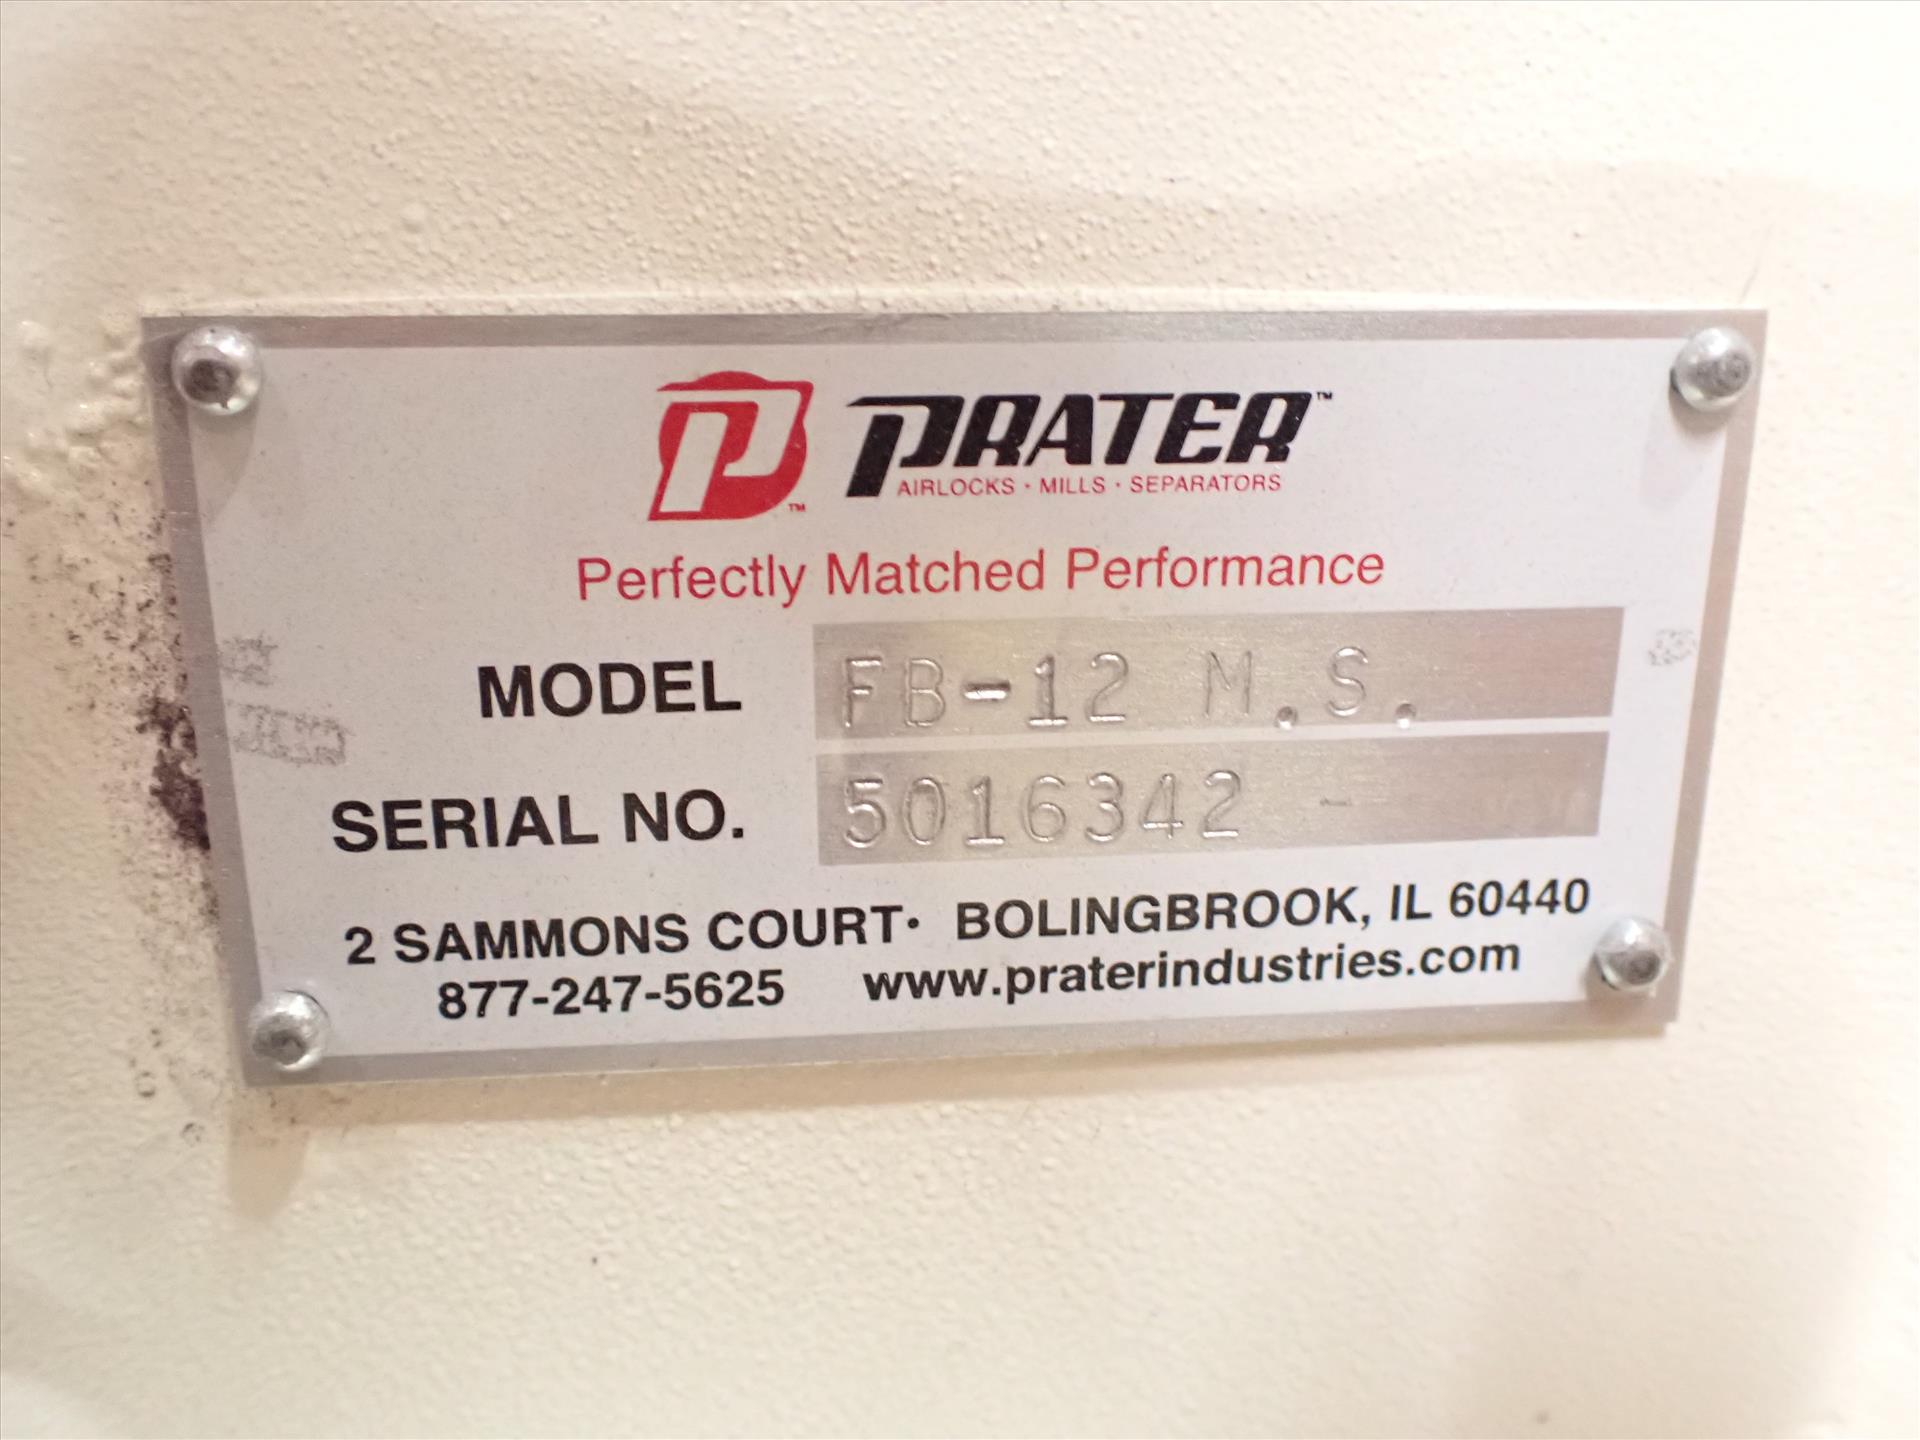 PRATER™
AIRLOCKS · MILLS · SEPARATORS
Perfectly Matched Performance
MODEL FB-12 M.S.
SERIAL NO. 5016342
2 SAMMONS COURT · BOLINGBROOK, IL 60440
877-247-5625 www.praterindustries.com